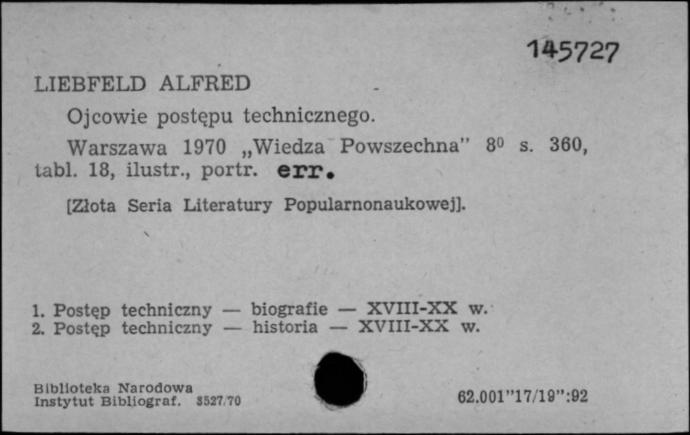 145727
LIEBFELD ALFRED
Ojcowie postępu technicznego.
Warszawa 1970 „Wiedza Powszechna" 8⁰ s. 360,
tabl. 18, ilustr., portr. err.
[Złota Seria Literatury Popularnonaukowej].
1. Postęp techniczny — biografie — XVIII-XX w.
2. Postęp techniczny — historia — XVIII-XX w.
Biblioteka Narodowa
Instytut Bibliograf. 3527/70
62.001"17/19":92